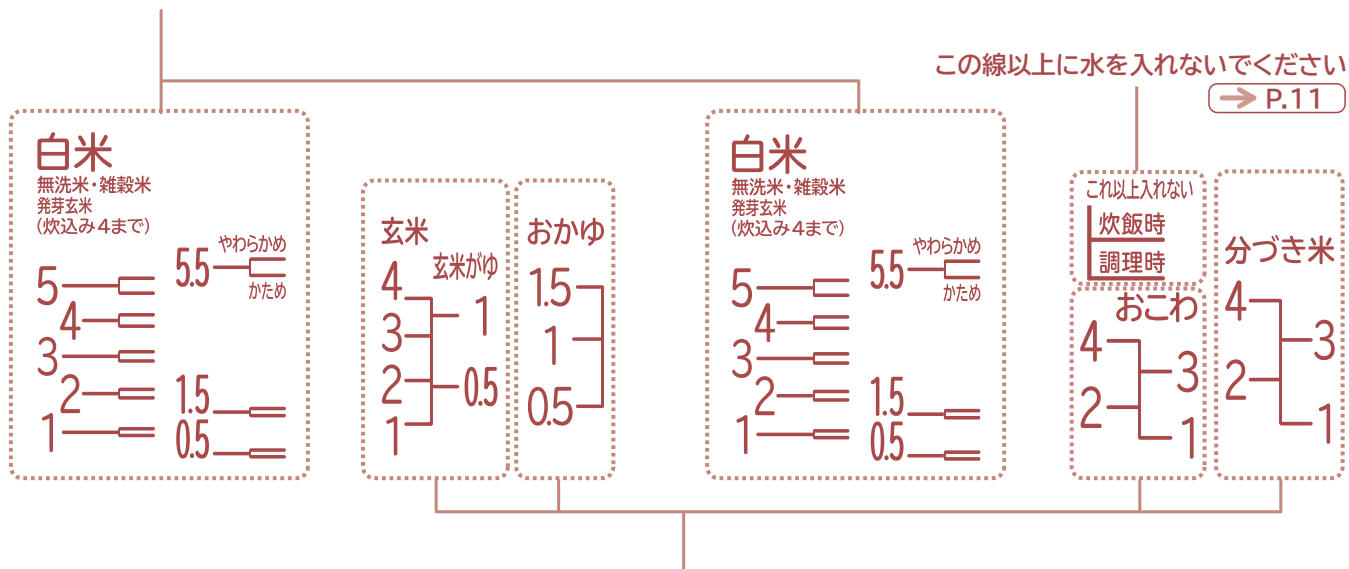 この線以上に水を入れないでください
→ P.11
白米
無洗米・雑穀米
発芽玄米
(炊込み4まで)
5
4
3
2
1
やわらかめ
5.5
かため
1.5
0.5
玄米
4
3
2
1
玄米がゆ
1
0.5
おかゆ
1.5
1
0.5
白米
無洗米・雑穀米
発芽玄米
(炊込み4まで)
5
4
3
2
1
やわらかめ
5.5
かため
1.5
0.5
これ以上入れない
炊飯時
調理時
おこわ
4
2
3
1
分づき米
4
2
3
1